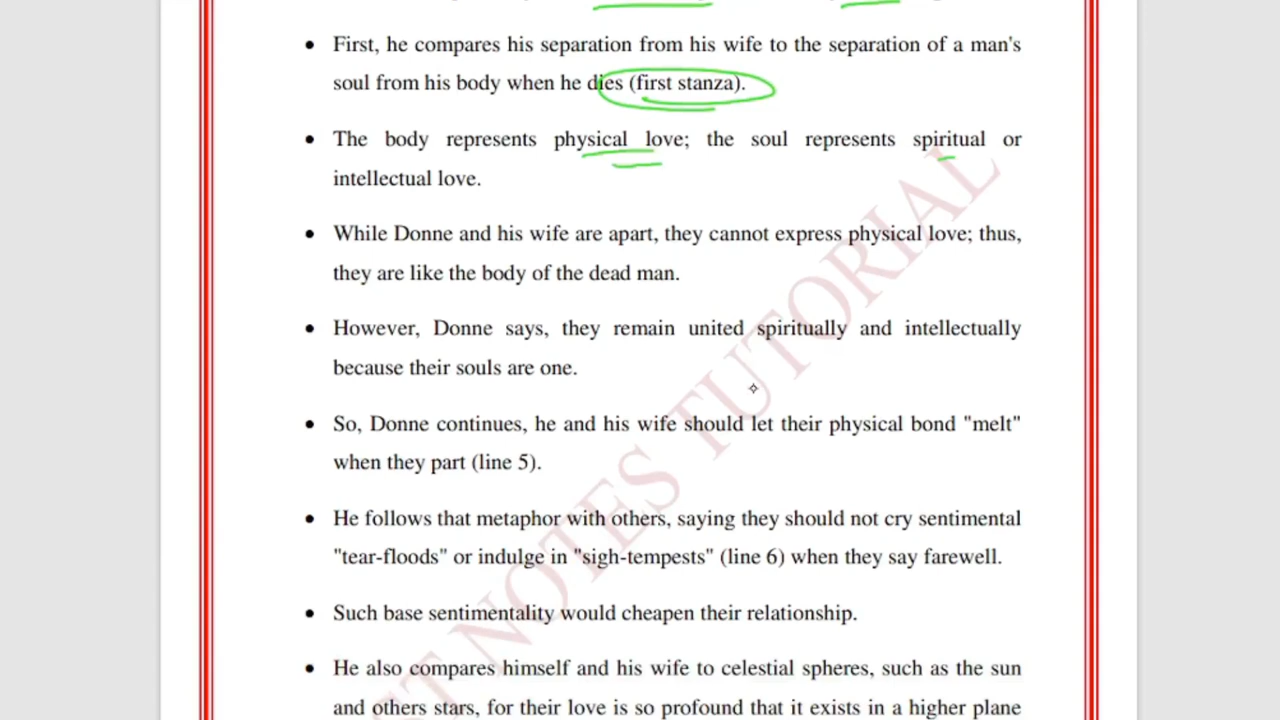 • First, he compares his separation from his wife to the separation of a man's
soul from his body when he dies (first stanza).
• The body represents physical love; the soul represents spiritual or
intellectual love.
• While Donne and his wife are apart, they cannot express physical love; thus,
they are like the body of the dead man.
• However, Donne says, they remain united spiritually and intellectually
because their souls are one.
• So, Donne continues, he and his wife should let their physical bond "melt"
when they part (line 5).
• He follows that metaphor with others, saying they should not cry sentimental
"tear-floods" or indulge in "sigh-tempests" (line 6) when they say farewell.
• Such base sentimentality would cheapen their relationship.
• He also compares himself and his wife to celestial spheres, such as the sun
and others stars, for their love is so profound that it exists in a higher plane
NOTES TUTORIAL